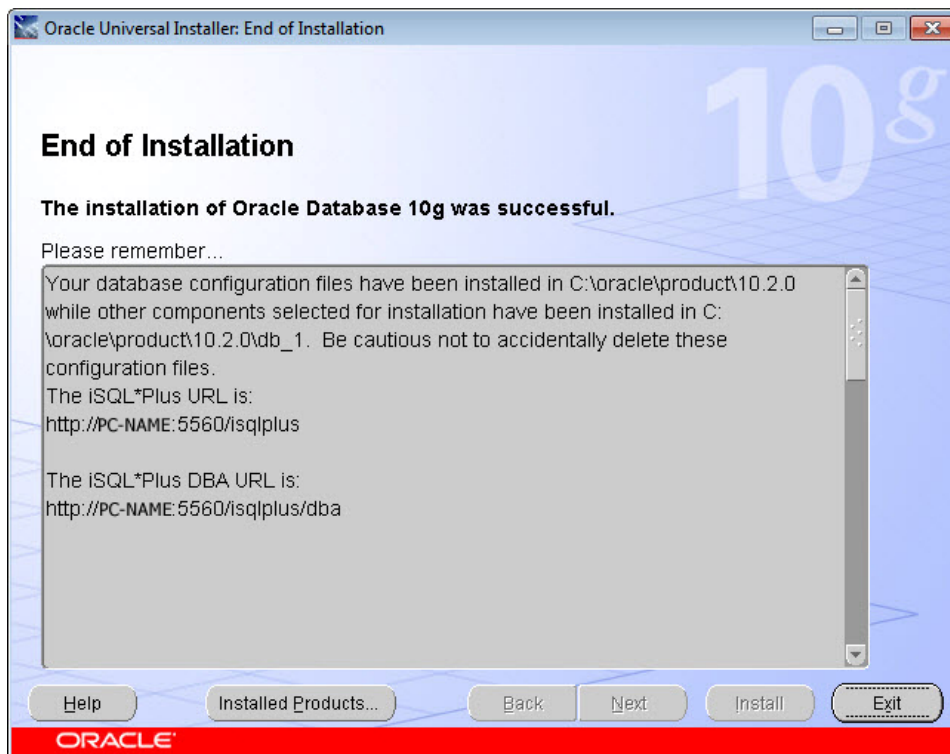 Oracle Universal Installer: End of Installation
10g
End of Installation
The installation of Oracle Database 10g was successful.
Please remember...
Your database configuration files have been installed in C:\oracle\product\10.2.0
while other components selected for installation have been installed in C:
\oracle\product\10.2.0\db_1.  Be cautious not to accidentally delete these
configuration files.
The iSQL*Plus URL is:
http://PC-NAME:5560/isqlplus
The iSQL*Plus DBA URL is:
http://PC-NAME:5560/isqlplus/dba
Help Installed Products... Back Next Install Exit
ORACLE